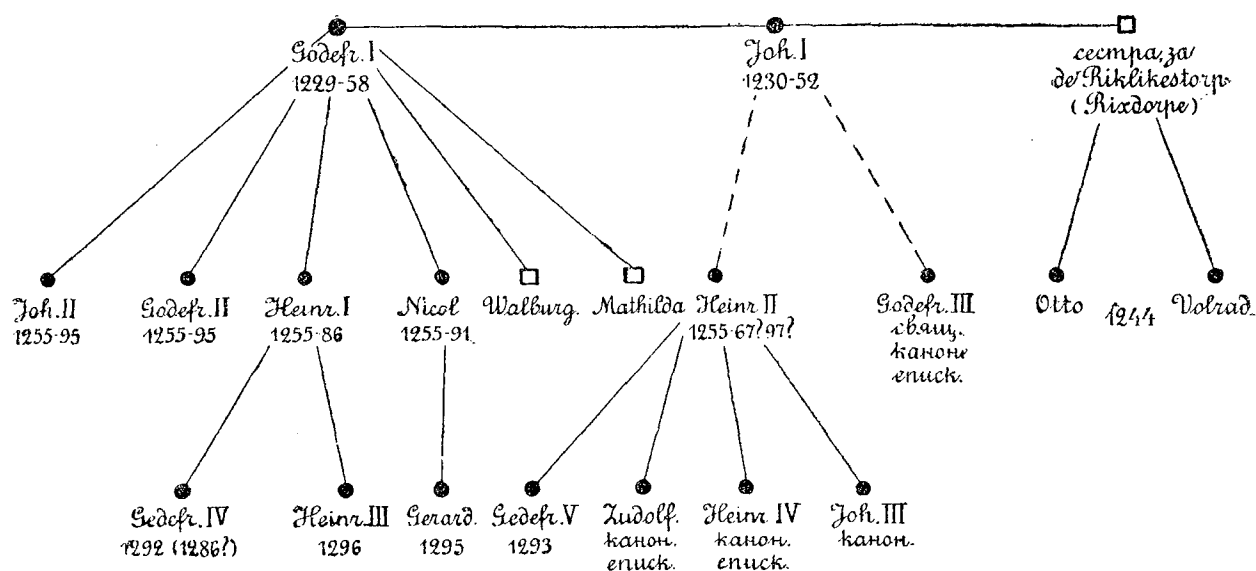 Godefr. I
1229-58
Joh. I
1230-52
сестра, за
de Riklikestorp
(Rixdorpe)
Joh. II
1255-95
Godefr. II
1255-95
Heinr. I
1255-86
Nicol
1255-91
Walburg.
Mathilda
Heinr II
1255-67?97?
Godefr. III
свящ.
канон
еписк.
Otto
1244
Volrad.
Gedefr. IV
1292 (1286?)
Heinr. III
1296
Gerard.
1295
Gedefr. V
1293
Ludolf.
канон.
еписк.
Heinr IV
канон.
еписк.
Joh. III
канон.